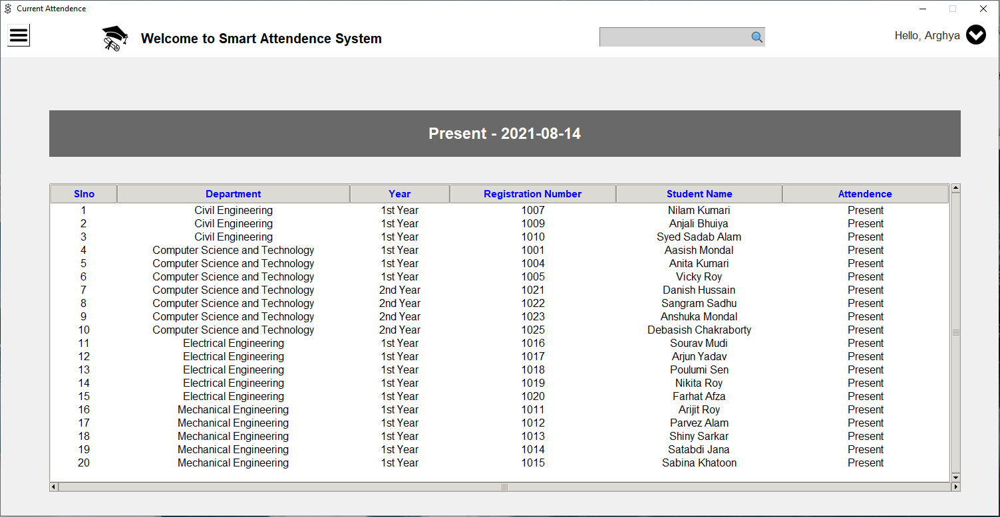 Current Attendence
Welcome to Smart Attendence System
Hello, Arghya
Present - 2021-08-14
Slno Department Year Registration Number Student Name Attendence
1 Civil Engineering 1st Year 1007 Nilam Kumari Present
2 Civil Engineering 1st Year 1009 Anjali Bhuiya Present
3 Civil Engineering 1st Year 1010 Syed Sadab Alam Present
4 Computer Science and Technology 1st Year 1001 Aasish Mondal Present
5 Computer Science and Technology 1st Year 1004 Anita Kumari Present
6 Computer Science and Technology 1st Year 1005 Vicky Roy Present
7 Computer Science and Technology 2nd Year 1021 Danish Hussain Present
8 Computer Science and Technology 2nd Year 1022 Sangram Sadhu Present
9 Computer Science and Technology 2nd Year 1023 Anshuka Mondal Present
10 Computer Science and Technology 2nd Year 1025 Debasish Chakraborty Present
11 Electrical Engineering 1st Year 1016 Sourav Mudi Present
12 Electrical Engineering 1st Year 1017 Arjun Yadav Present
13 Electrical Engineering 1st Year 1018 Poulumi Sen Present
14 Electrical Engineering 1st Year 1019 Nikita Roy Present
15 Electrical Engineering 1st Year 1020 Farhat Afza Present
16 Mechanical Engineering 1st Year 1011 Arijit Roy Present
17 Mechanical Engineering 1st Year 1012 Parvez Alam Present
18 Mechanical Engineering 1st Year 1013 Shiny Sarkar Present
19 Mechanical Engineering 1st Year 1014 Satabdi Jana Present
20 Mechanical Engineering 1st Year 1015 Sabina Khatoon Present